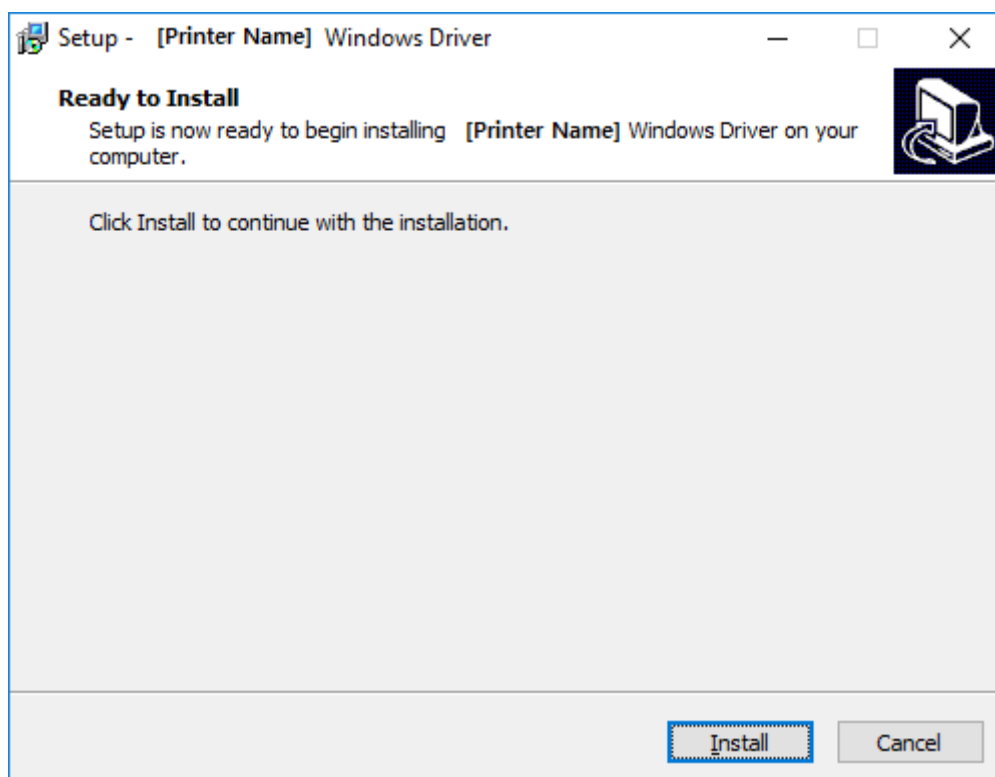 Setup - [Printer Name] Windows Driver
Ready to Install
Setup is now ready to begin installing [Printer Name] Windows Driver on your
computer.
Click Install to continue with the installation.
Install Cancel